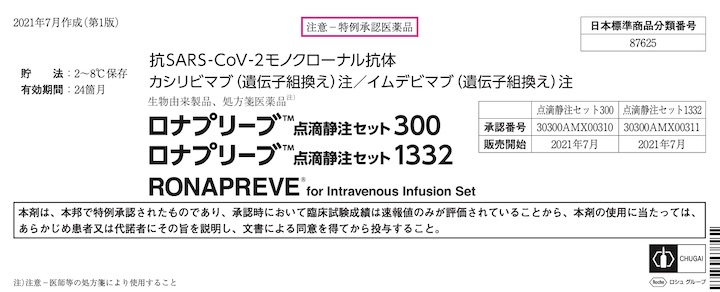 2021年7月作成（第1版）
注意－特例承認医薬品
日本標準商品分類番号
87625
貯　　法：2～8℃保存
有効期間：24箇月
抗SARS-CoV-2モノクローナル抗体
カシリビマブ（遺伝子組換え）注／イムデビマブ（遺伝子組換え）注
生物由来製品、処方箋医薬品注）
ロナプリーブ™点滴静注セット300
ロナプリーブ™点滴静注セット1332
RONAPREVE® for Intravenous Infusion Set
点滴静注セット300 点滴静注セット1332
承認番号 30300AMX00310 30300AMX00311
販売開始 2021年7月 2021年7月
本剤は、本邦で特例承認されたものであり、承認時において臨床試験成績は速報値のみが評価されていることから、本剤の使用に当たっては、
あらかじめ患者又は代諾者にその旨を説明し、文書による同意を得てから投与すること。
CHUGAI
Roche ロシュ グループ
注）注意－医師等の処方箋により使用すること